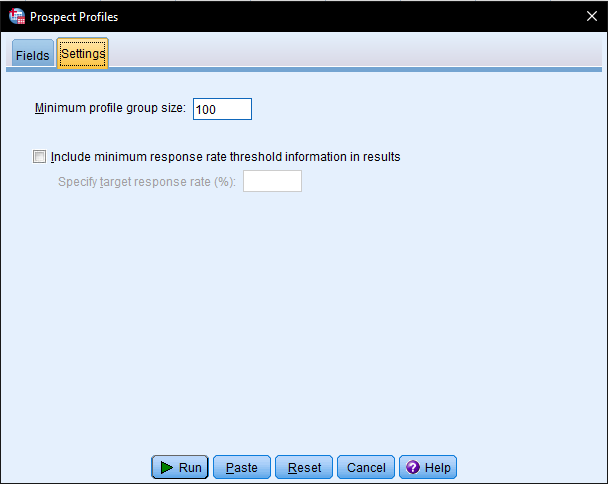 Prospect Profiles
Fields Settings
Minimum profile group size: 100
Include minimum response rate threshold information in results
Specify target response rate (%):
Run Paste Reset Cancel Help